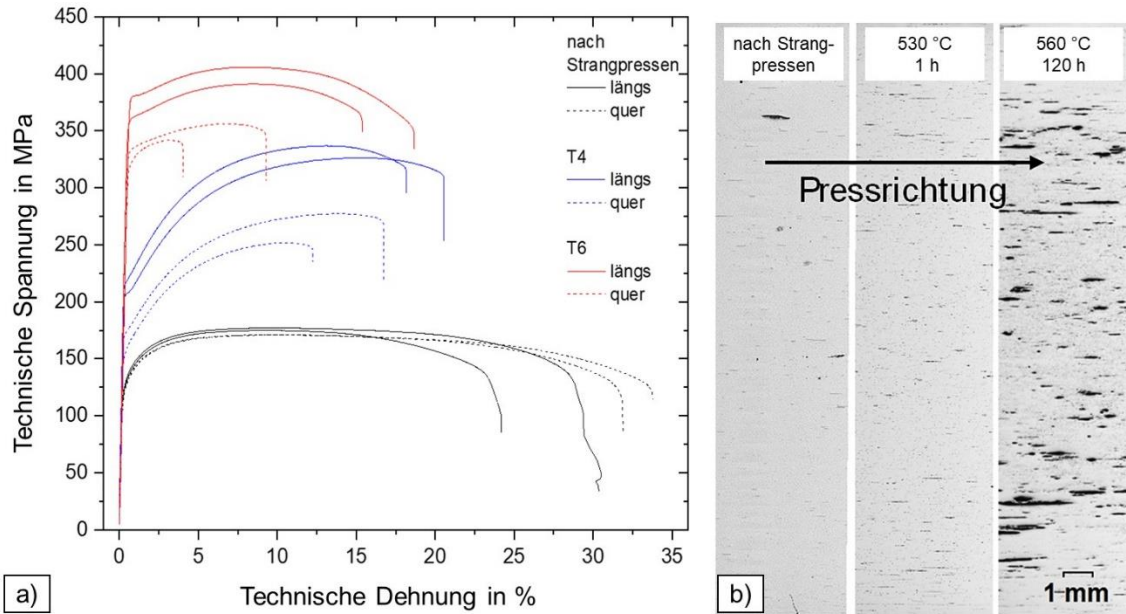 450
400
350
300
250
200
150
100
50
0
Technische Spannung in MPa
0
5
10
15
20
25
30
35
Technische Dehnung in %
nach
Strangpressen
längs
quer
T4
längs
quer
T6
längs
quer
a)
nach Strang-
pressen
530 °C
1 h
560 °C
120 h
Pressrichtung
1 mm
b)